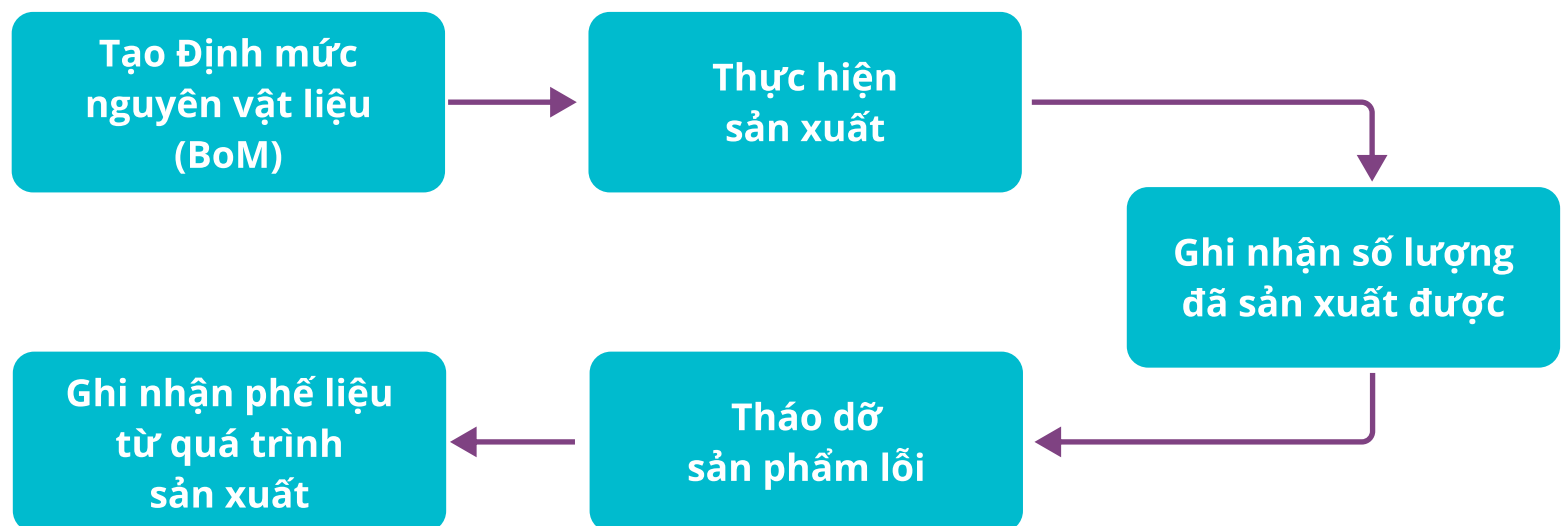 Tạo Định mức
nguyên vật liệu
(BoM)
Thực hiện
sản xuất
Ghi nhận số lượng
đã sản xuất được
Tháo dỡ
sản phẩm lỗi
Ghi nhận phế liệu
từ quá trình
sản xuất